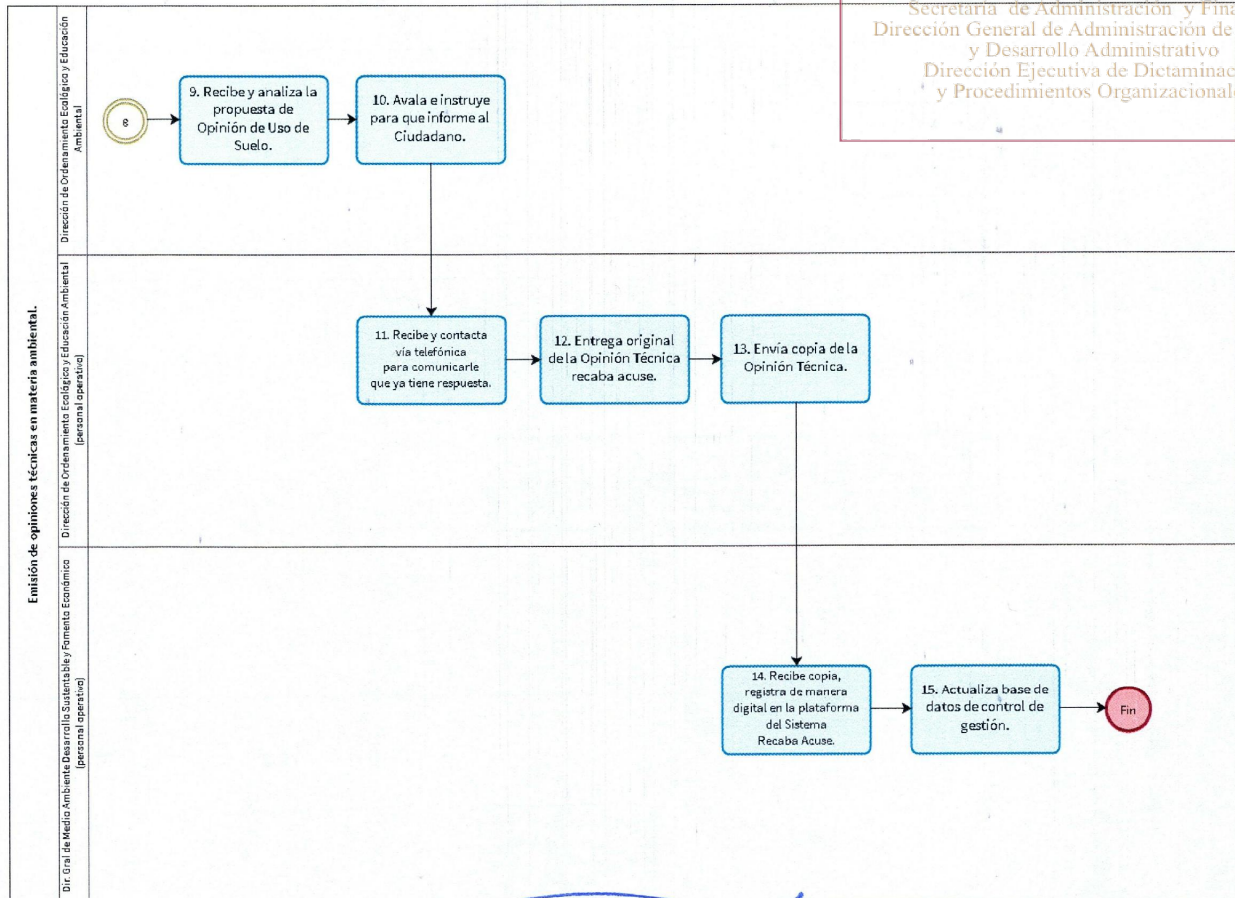 Secretaría de Administración y Fina
Dirección General de Administración de
y Desarrollo Administrativo
Dirección Ejecutiva de Dictaminac
y Procedimientos Organizacional
Emisión de opiniones técnicas en materia ambiental.
Dirección de Ordenamiento Ecológico y Educación
Ambiental
8
9. Recibe y analiza la
propuesta de
Opinión de Uso de
Suelo.
10. Avala e instruye
para que informe al
Ciudadano.
Dirección de Ordenamiento Ecológico y Educación Ambiental
(personal operativo)
11. Recibe y contacta
vía telefónica
para comunicarle
que ya tiene respuesta.
12. Entrega original
de la Opinión Técnica
recaba acuse.
13. Envía copia de la
Opinión Técnica.
Dir. Gral de Medio Ambiente Desarrollo Sustentable y Fomento Económico
(personal operativo)
14. Recibe copia,
registra de manera
digital en la plataforma
del Sistema
Recaba Acuse.
15. Actualiza base de
datos de control de
gestión.
Fin